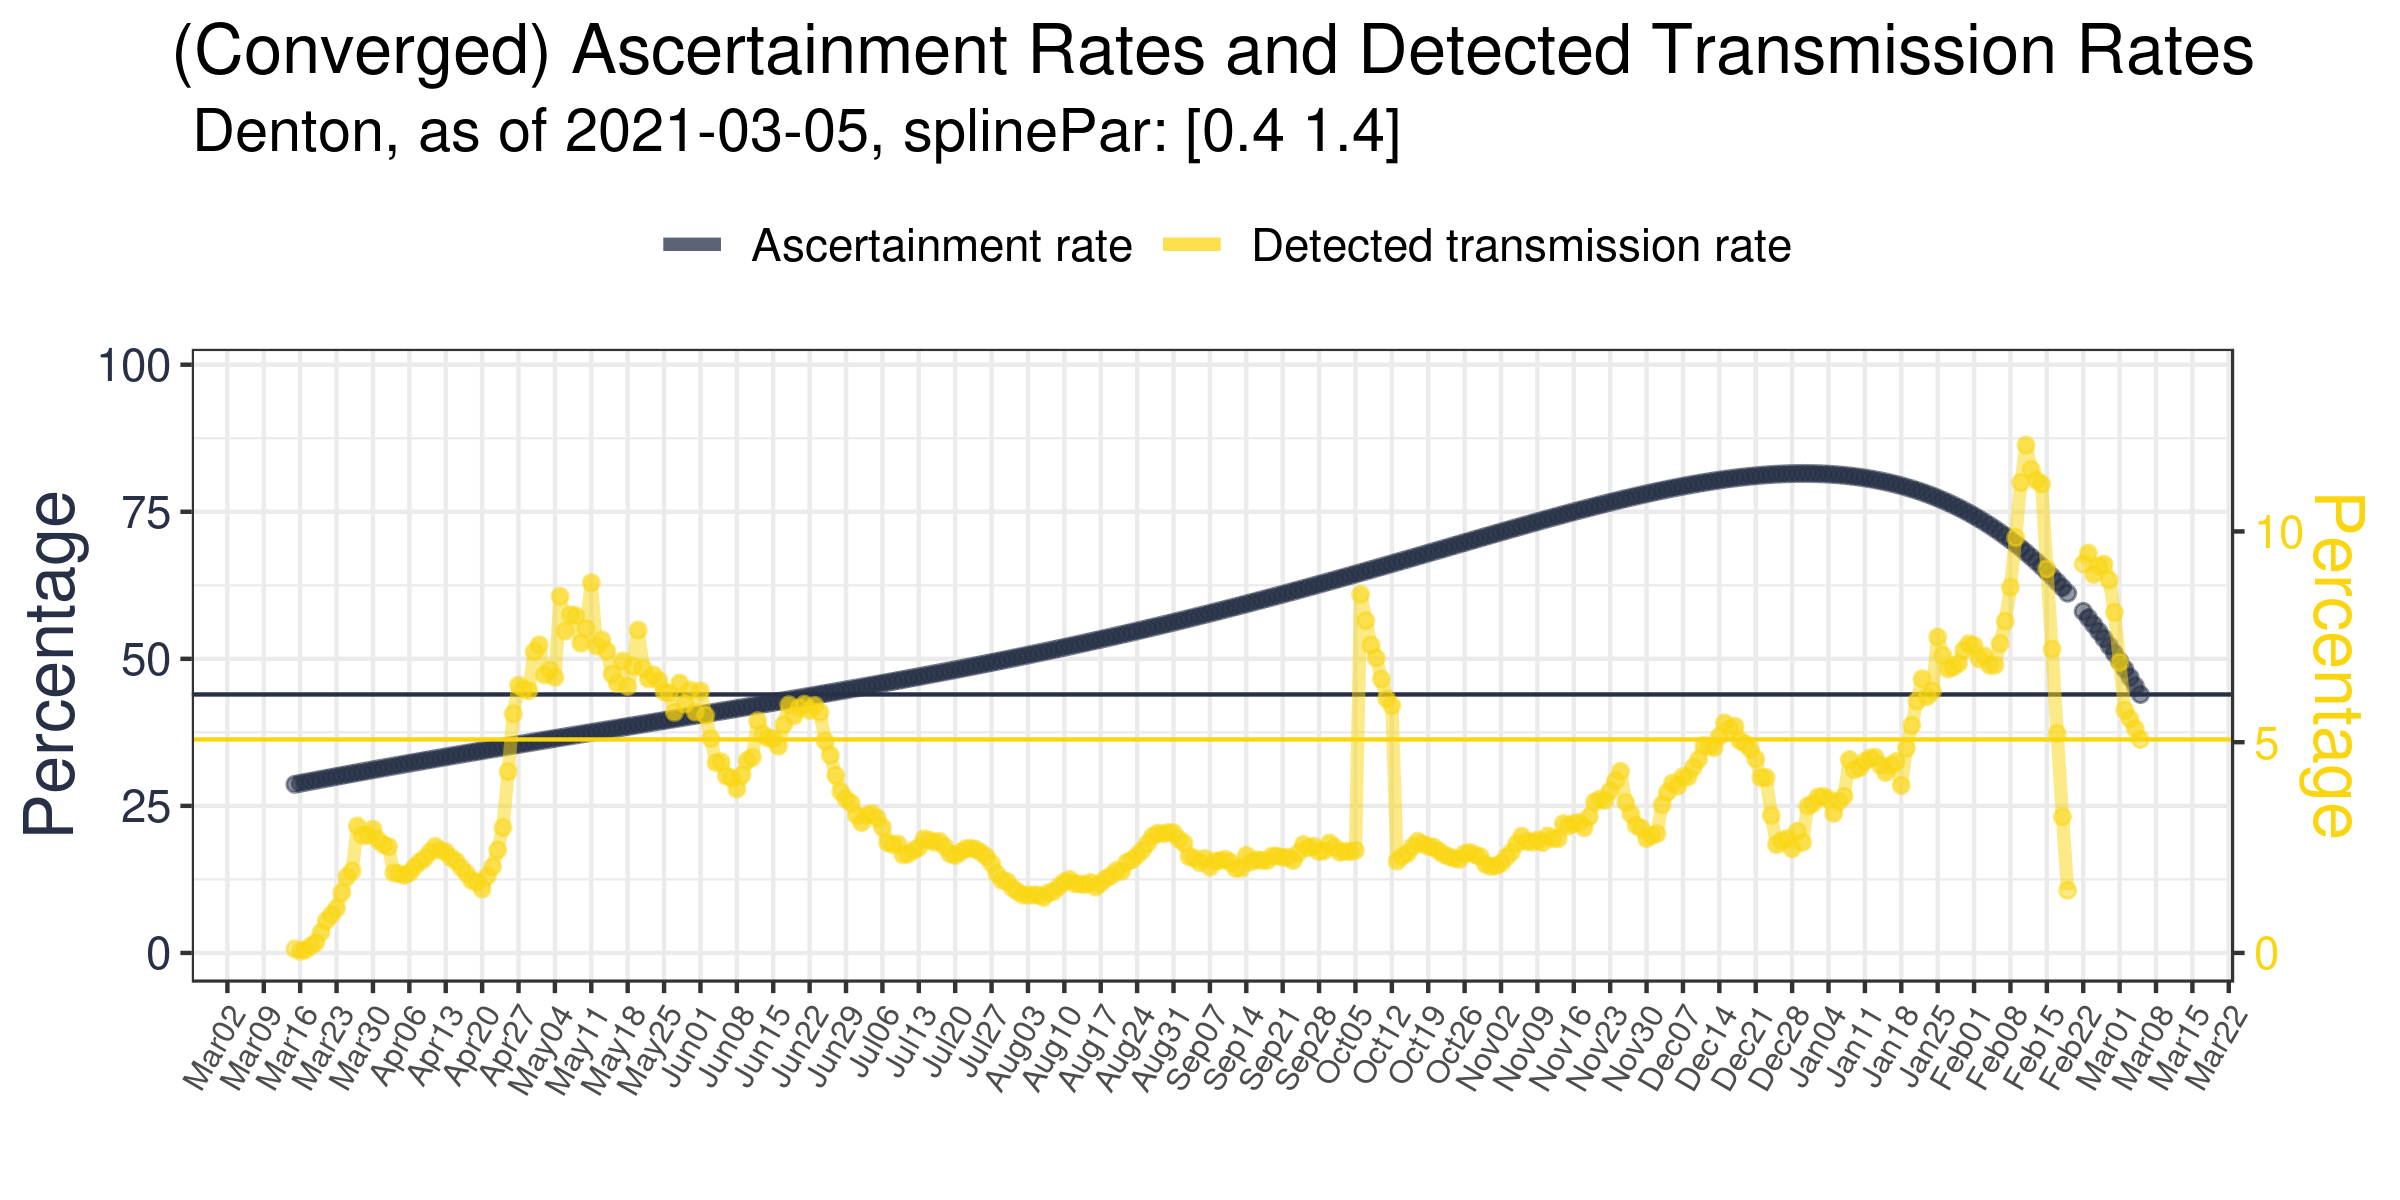 (Converged) Ascertainment Rates and Detected Transmission Rates
Denton, as of 2021-03-05, splinePar: [0.4 1.4]
Ascertainment rate
Detected transmission rate
Percentage
100
75
50
25
0
10
5
0
Percentage
Mar02
Mar09
Mar16
Mar23
Mar30
Apr06
Apr13
Apr20
Apr27
May04
May11
May18
May25
Jun01
Jun08
Jun15
Jun22
Jun29
Jul06
Jul13
Jul20
Jul27
Aug03
Aug10
Aug17
Aug24
Aug31
Sep07
Sep14
Sep21
Sep28
Oct05
Oct12
Oct19
Oct26
Nov02
Nov09
Nov16
Nov23
Nov30
Dec07
Dec14
Dec21
Dec28
Jan04
Jan11
Jan18
Jan25
Feb01
Feb08
Feb15
Feb22
Mar01
Mar08
Mar15
Mar22